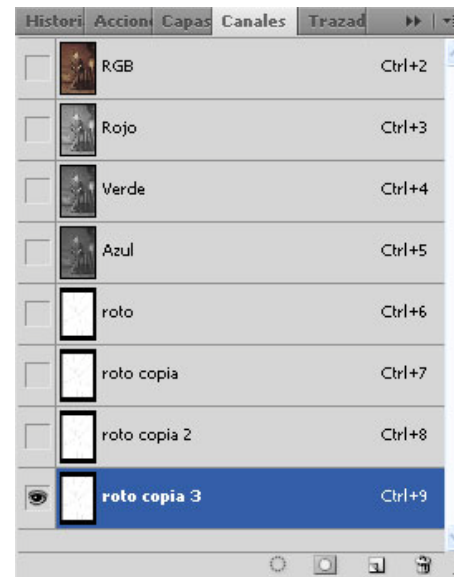 Histori Accion Capas Canales Trazad
RGB Ctrl+2
Rojo Ctrl+3
Verde Ctrl+4
Azul Ctrl+5
roto Ctrl+6
roto copia Ctrl+7
roto copia 2 Ctrl+8
roto copia 3 Ctrl+9